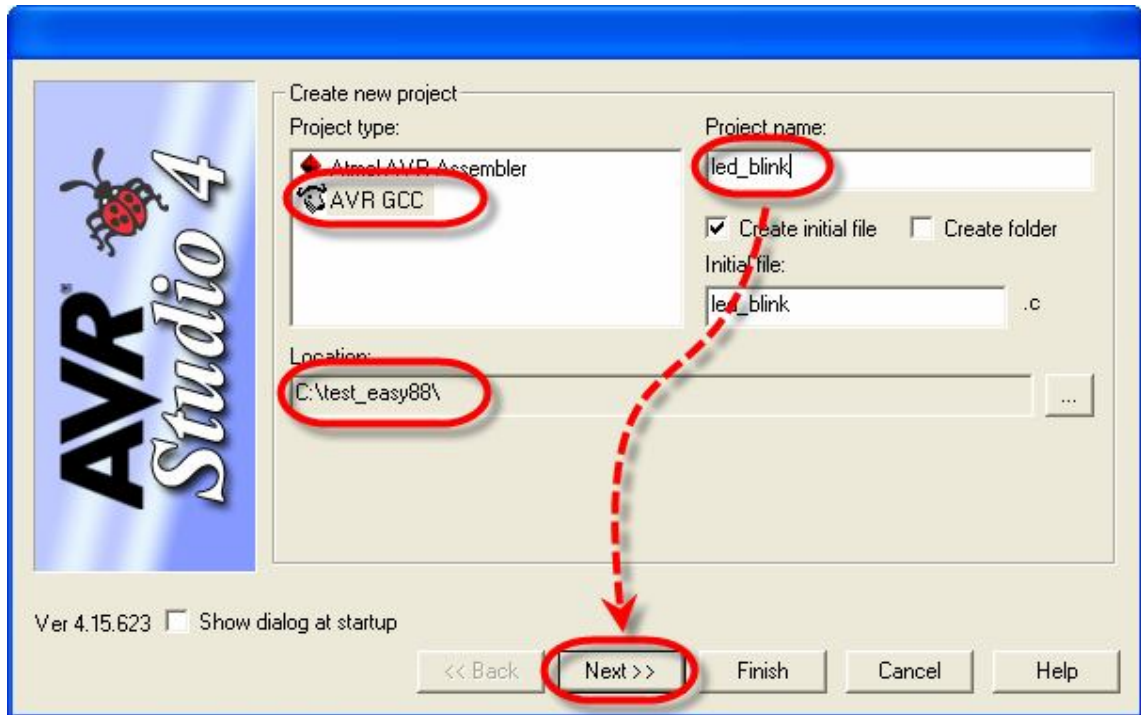 Create new project
Project type:
Project name:
Atmel AVR Assembler
led_blink
AVR GCC
Create initial file
Create folder
Initial file:
led_blink
.c
Location:
C:\test_easy88\
...
AVR®
Studio 4
Ver 4.15.623
Show dialog at startup
<< Back
Next >>
Finish
Cancel
Help